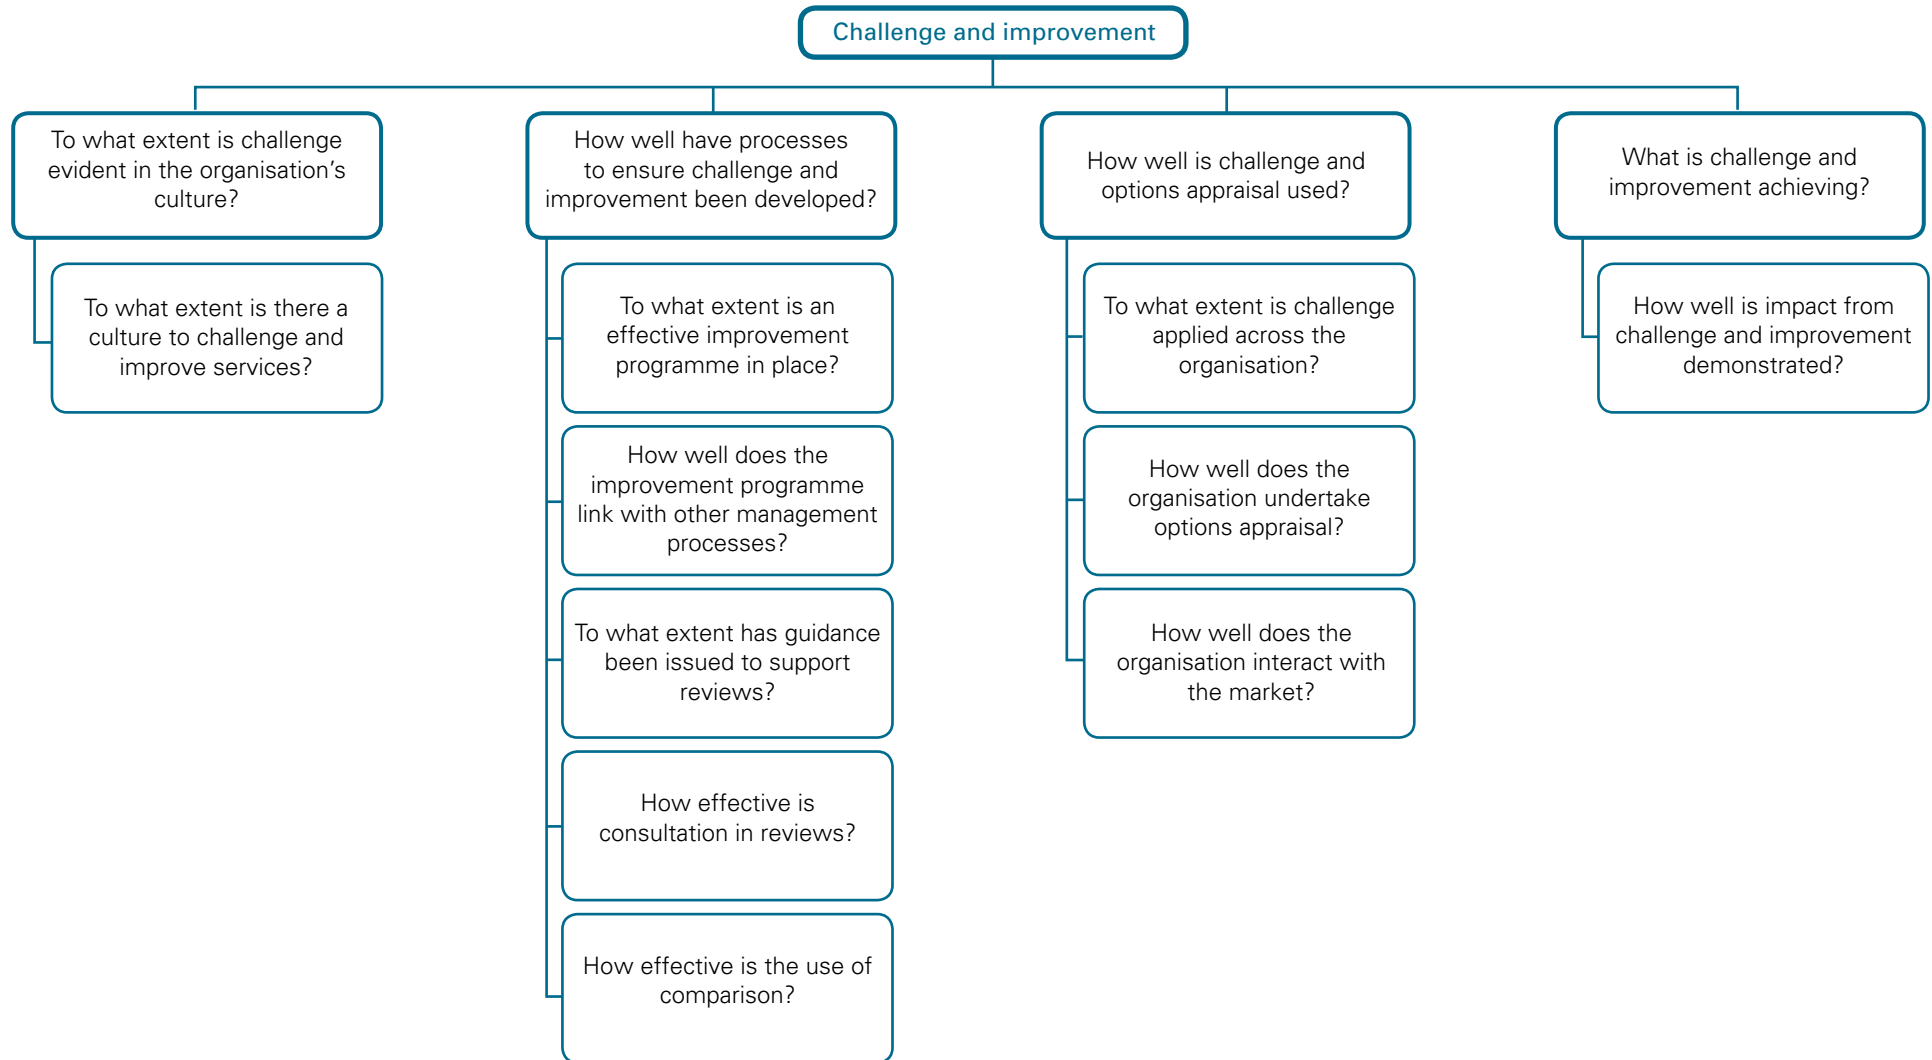 Challenge and improvement
To what extent is challenge
evident in the organisation's
culture?
To what extent is there a
culture to challenge and
improve services?
How well have processes
to ensure challenge and
improvement been developed?
To what extent is an
effective improvement
programme in place?
How well does the
improvement programme
link with other management
processes?
To what extent has guidance
been issued to support
reviews?
How effective is
consultation in reviews?
How effective is the use of
comparison?
How well is challenge and
options appraisal used?
To what extent is challenge
applied across the
organisation?
How well does the
organisation undertake
options appraisal?
How well does the
organisation interact with
the market?
What is challenge and
improvement achieving?
How well is impact from
challenge and improvement
demonstrated?